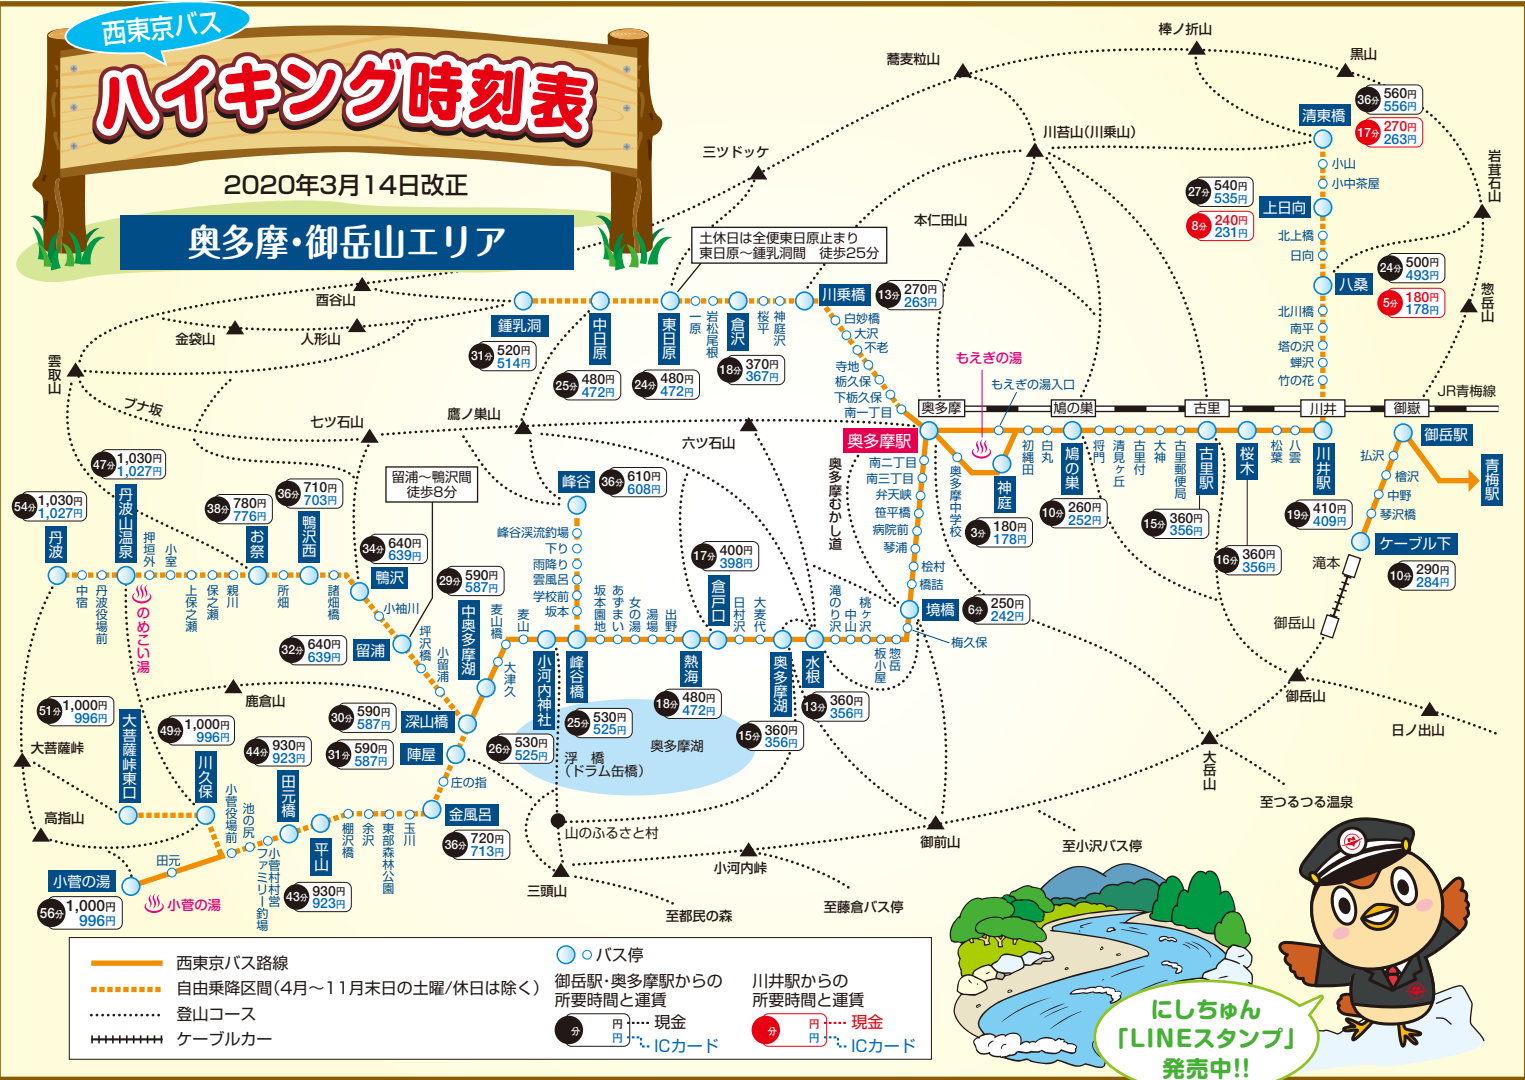 西東京バス
ハイキング時刻表
2020年3月14日改正
奥多摩・御岳山エリア
棒ノ折山
蕎麦粒山
黒山
川苔山(川乗山)
三ツドッケ
本仁田山
岩茸石山
惣岳山
酉谷山
金袋山
人形山
雲取山
ブナ坂
七ツ石山
鷹ノ巣山
六ツ石山
土休日は全便東日原止まり
東日原〜鍾乳洞間 徒歩25分
清東橋
36分 560円 556円
17分 270円 263円
小山
小中茶屋
上日向
27分 540円 535円
8分 240円 231円
北上橋
日向
八桑
24分 500円 493円
5分 180円 178円
北川橋
南平
塔の沢
蝉沢
竹の花
JR青梅線
奥多摩
鳩の巣
古里
川井
御嶽
鍾乳洞
31分 520円 514円
中日原
25分 480円 472円
東日原
24分 480円 472円
一原
岩松尾根
倉沢
18分 370円 367円
桜平
神庭沢
川乗橋
13分 270円 263円
白妙橋
大沢
不老
寺地
栃久保
下栃久保
南一丁目
奥多摩駅
もえぎの湯
もえぎの湯入口
奥多摩中学校
神庭
3分 180円 178円
初縄田
白丸
鳩の巣
10分 260円 252円
将門
清見ヶ丘
古里付
大神
古里郵便局
古里駅
15分 360円 356円
桜木
16分 360円 356円
松葉
八雲
川井駅
19分 410円 409円
御岳駅
青梅駅
払沢
檜沢
中野
琴沢橋
ケーブル下
10分 290円 284円
滝本
御岳山
南二丁目
南三丁目
弁天峡
笹平橋
病院前
琴浦
桧村
橋詰
境橋
6分 250円 242円
梅久保
奥多摩むかし道
惣岳
板小屋
桃ヶ沢
中山
滝のり沢
水根
13分 360円 356円
奥多摩湖
15分 360円 356円
大麦代
日村沢
倉戸口
17分 400円 398円
熱海
18分 480円 472円
出野
湯場
女の湯
あずまい
坂本園地
峰谷橋
25分 530円 525円
峰谷
36分 610円 608円
峰谷渓流釣場
下り
雨降り
雲風呂
学校前
坂本
小河内神社
26分 530円 525円
麦山
麦山橋
大津久
中奥多摩湖
29分 590円 587円
深山橋
30分 590円 587円
陣屋
31分 590円 587円
庄の指
金風呂
36分 720円 713円
玉川
東部森林公園
余沢
棚沢橋
平山
43分 930円 923円
田元橋
44分 930円 923円
小菅村村営
ファミリー釣場
池の尻
小菅役場前
川久保
49分 1,000円 996円
大菩薩峠東口
51分 1,000円 996円
田元
小菅の湯
56分 1,000円 996円
小菅の湯
小留浦
坪沢橋
留浦
32分 640円 639円
小袖川
鴨沢
34分 640円 639円
留浦〜鴨沢間
徒歩8分
諸畑橋
鴨沢西
36分 710円 703円
所畑
お祭
38分 780円 776円
親川
保之瀬
上保之瀬
小室
押垣外
丹波山温泉
47分 1,030円 1,027円
のめこい湯
丹波役場前
中宿
丹波
54分 1,030円 1,027円
大菩薩峠
高指山
鹿倉山
奥多摩湖
浮 橋
(ドラム缶橋)
山のふるさと村
三頭山
小河内峠
御前山
大岳山
御岳山
日ノ出山
至都民の森
至藤倉バス停
至小沢バス停
至つるつる温泉
西東京バス路線
自由乗降区間(4月〜11月末日の土曜/休日は除く)
登山コース
ケーブルカー
バス停
御岳駅・奥多摩駅からの
所要時間と運賃
分 円 現金
円 ICカード
川井駅からの
所要時間と運賃
分 円 現金
円 ICカード
にしちゅん
「LINEスタンプ」
発売中!!